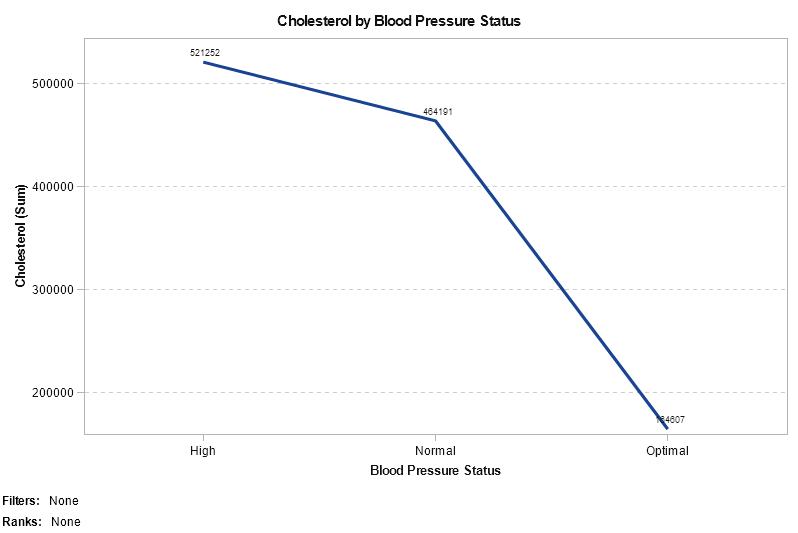 Cholesterol by Blood Pressure Status
521252
500000
464191
400000
Cholesterol (Sum)
300000
200000
164607
High Normal Optimal
Blood Pressure Status
Filters: None
Ranks: None